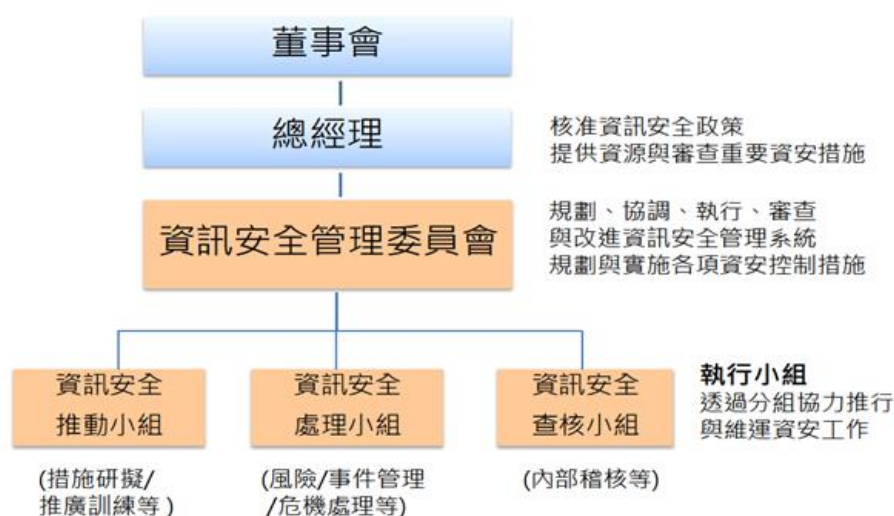 董事會
總經理
核准資訊安全政策
提供資源與審查重要資安措施
資訊安全管理委員會
規劃、協調、執行、審查
與改進資訊安全管理系統
規劃與實施各項資安控制措施
資訊安全
推動小組
資訊安全
處理小組
資訊安全
查核小組
執行小組
透過分組協力推行
與維運資安工作
(措施研擬/
推廣訓練等)
(風險/事件管理
/危機處理等)
(內部稽核等)